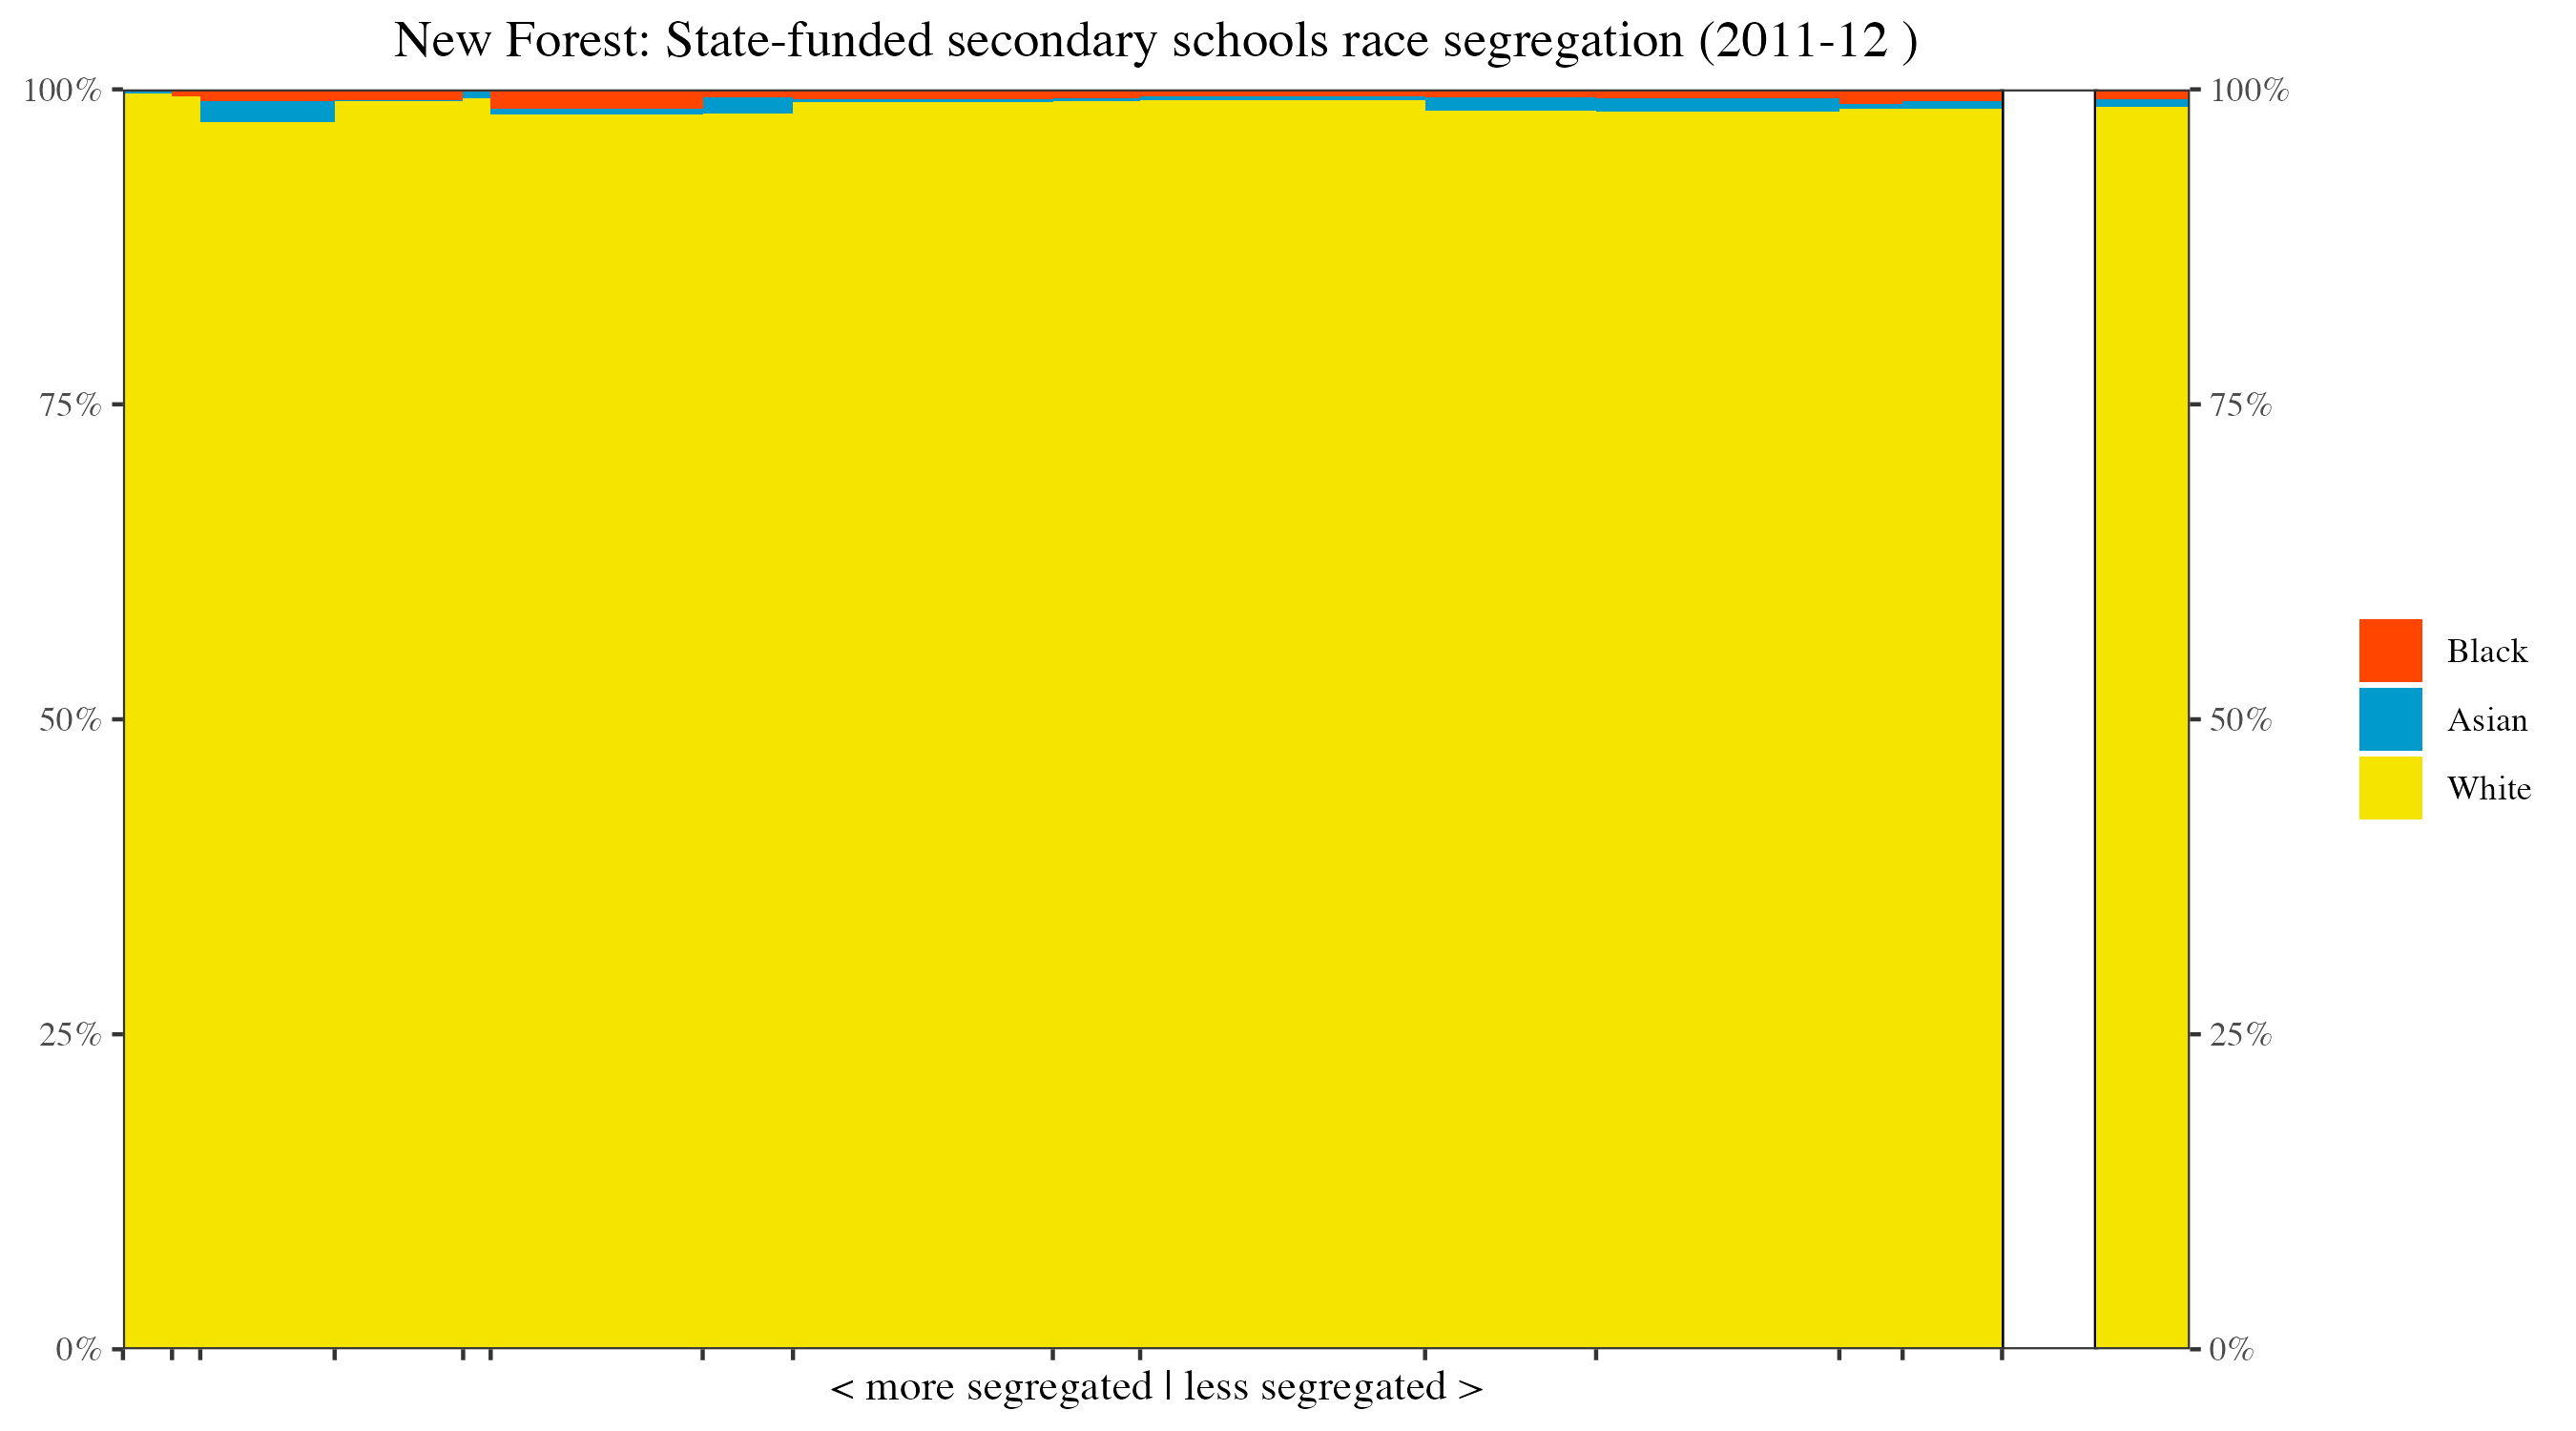 New Forest: State-funded secondary schools race segregation (2011-12 )
100%
75%
50%
25%
0%
100%
75%
50%
25%
0%
< more segregated | less segregated >
Black
Asian
White